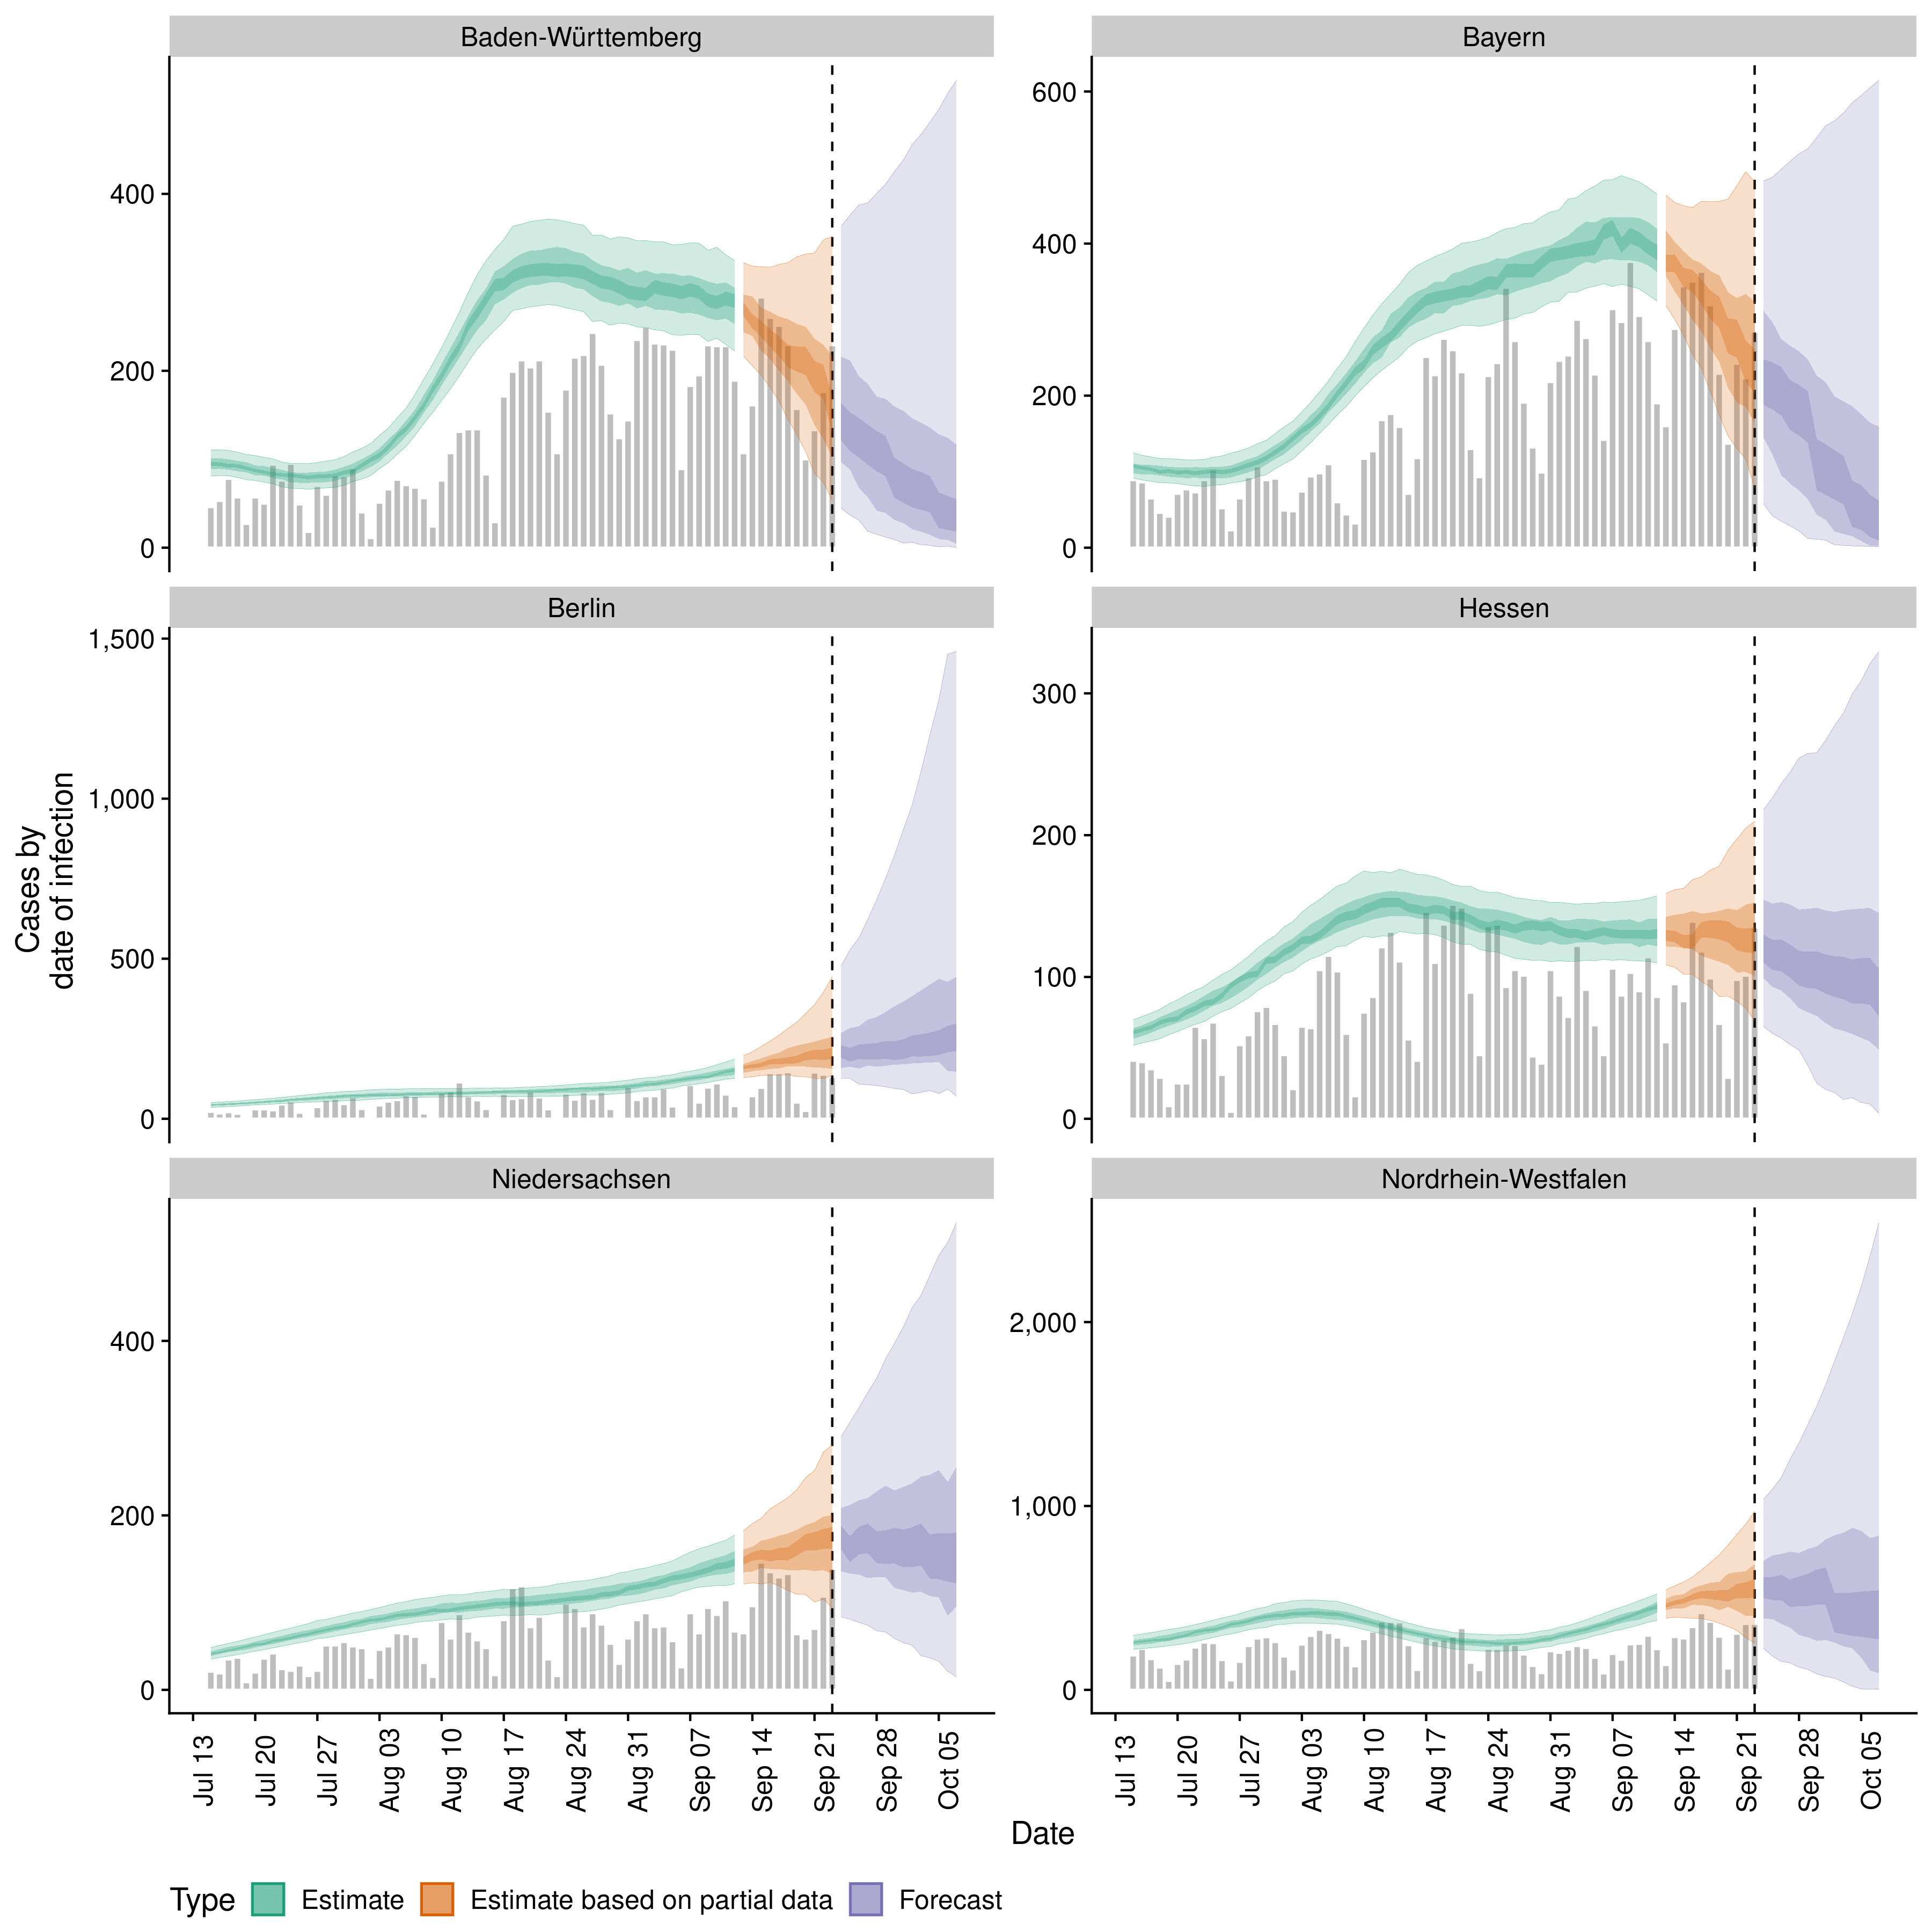 Baden-Württemberg
Bayern
400
200
0
600
400
200
0
Berlin
Hessen
1,500
1,000
500
0
300
200
100
0
Cases by
date of infection
Niedersachsen
Nordrhein-Westfalen
400
200
0
2,000
1,000
0
Jul 13
Jul 20
Jul 27
Aug 03
Aug 10
Aug 17
Aug 24
Aug 31
Sep 07
Sep 14
Sep 21
Sep 28
Oct 05
Jul 13
Jul 20
Jul 27
Aug 03
Aug 10
Aug 17
Aug 24
Aug 31
Sep 07
Sep 14
Sep 21
Sep 28
Oct 05
Date
Type Estimate Estimate based on partial data Forecast